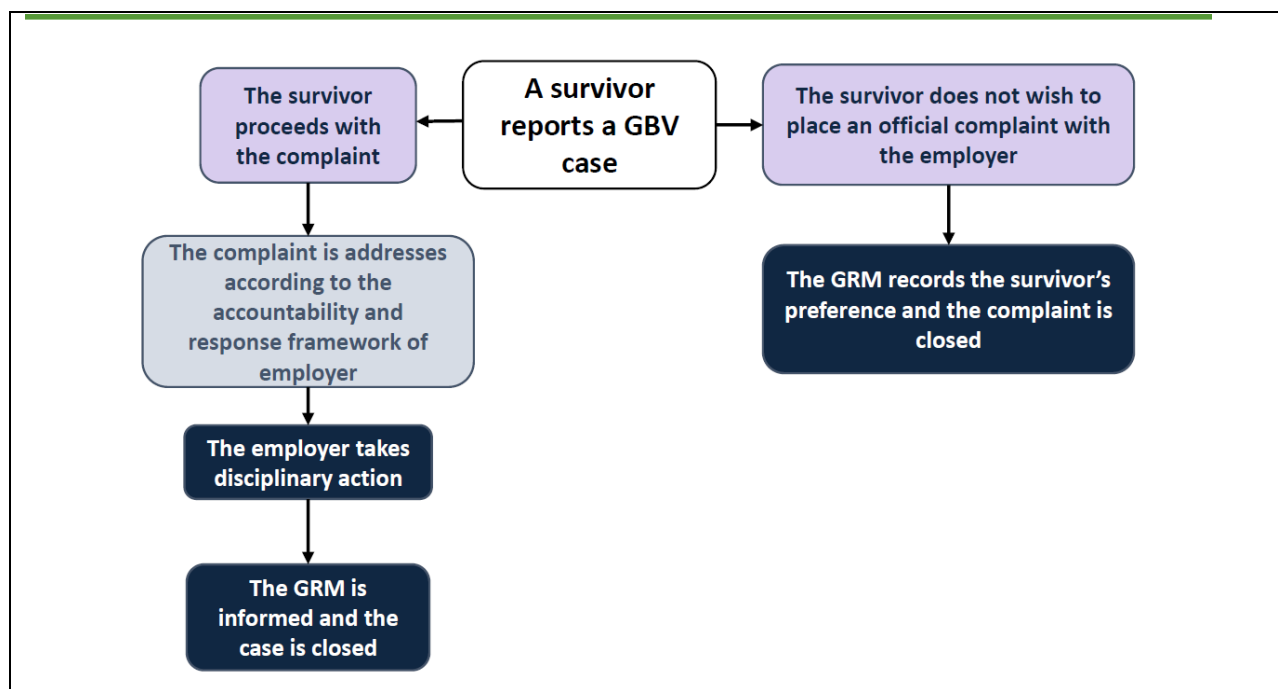 A survivor
reports a GBV
case
The survivor
proceeds with
the complaint
The survivor does not wish to
place an official complaint with
the employer
The complaint is addresses
according to the
accountability and
response framework of
employer
The GRM records the survivor’s
preference and the complaint is
closed
The employer takes
disciplinary action
The GRM is
informed and the
case is closed